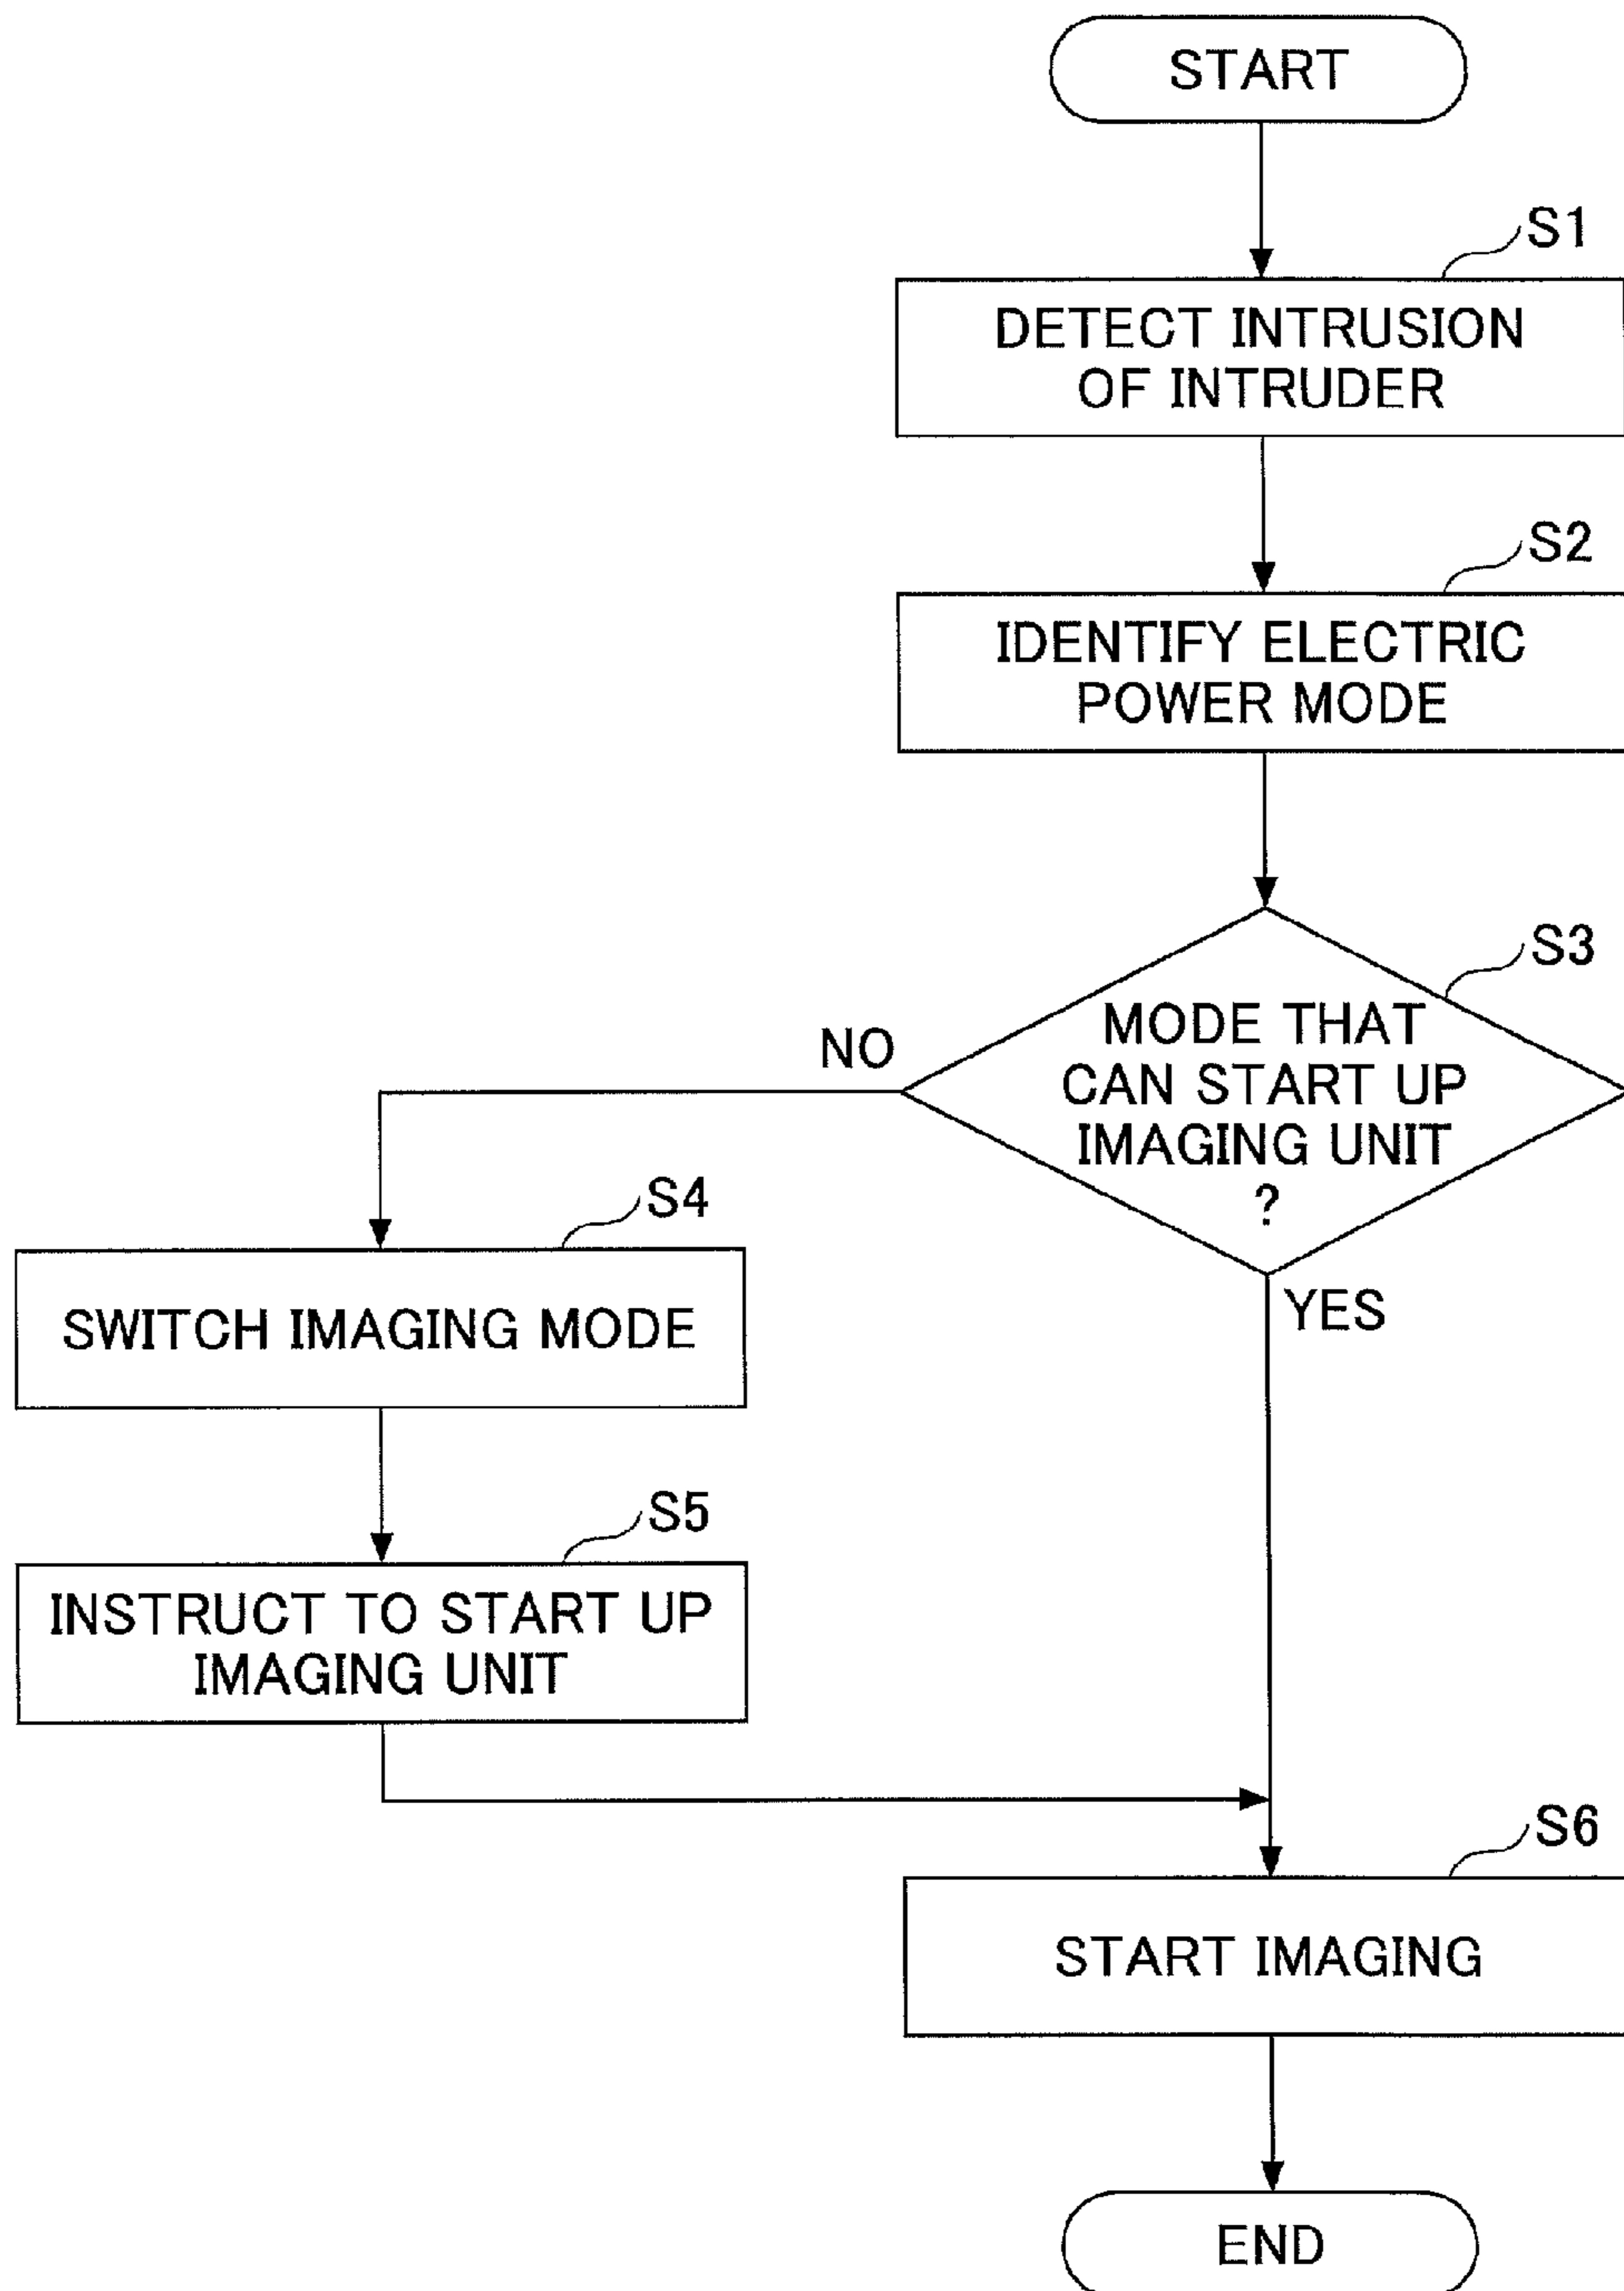 START
S1
DETECT INTRUSION
OF INTRUDER
S2
IDENTIFY ELECTRIC
POWER MODE
S3
MODE THAT
CAN START UP
IMAGING UNIT
?
NO
YES
S4
SWITCH IMAGING MODE
S5
INSTRUCT TO START UP
IMAGING UNIT
S6
START IMAGING
END